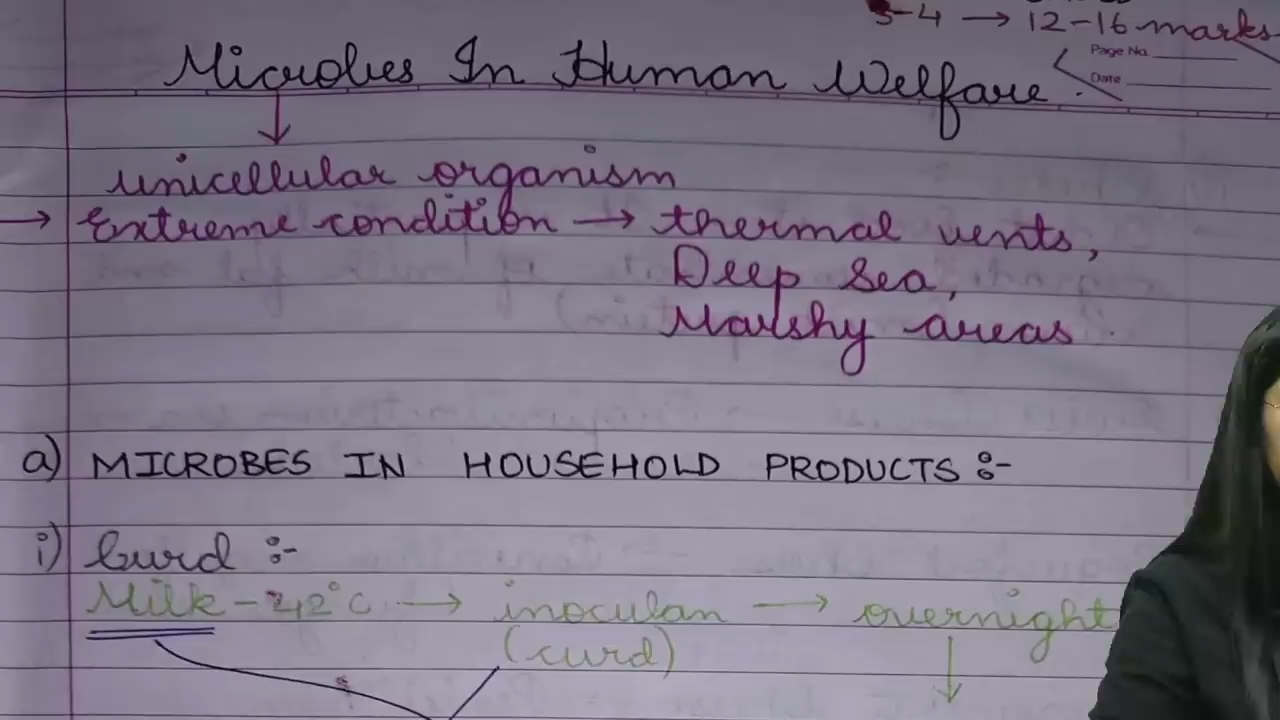 3-4 → 12-16 marks
Page No.
Date
Microbes In Human Welfare.
↓
unicellular organism
→ Extreme condition → thermal vents,
Deep Sea,
Marshy areas
a) MICROBES IN HOUSEHOLD PRODUCTS :-
i) Curd :-
Milk - 42°C → inoculan → overnight
(curd)
↓